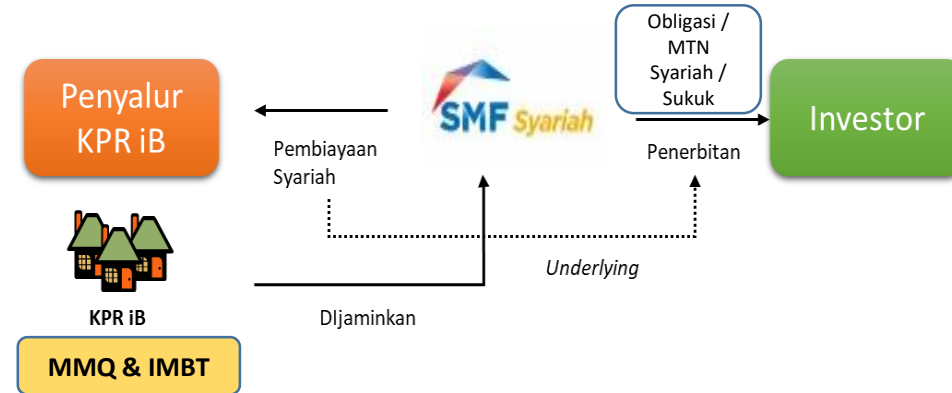 Obligasi /
MTN
Syariah /
Sukuk
Penyalur
KPR iB
SMF Syariah
Investor
Pembiayaan
Syariah
Penerbitan
Underlying
KPR iB
DIjaminkan
MMQ & IMBT